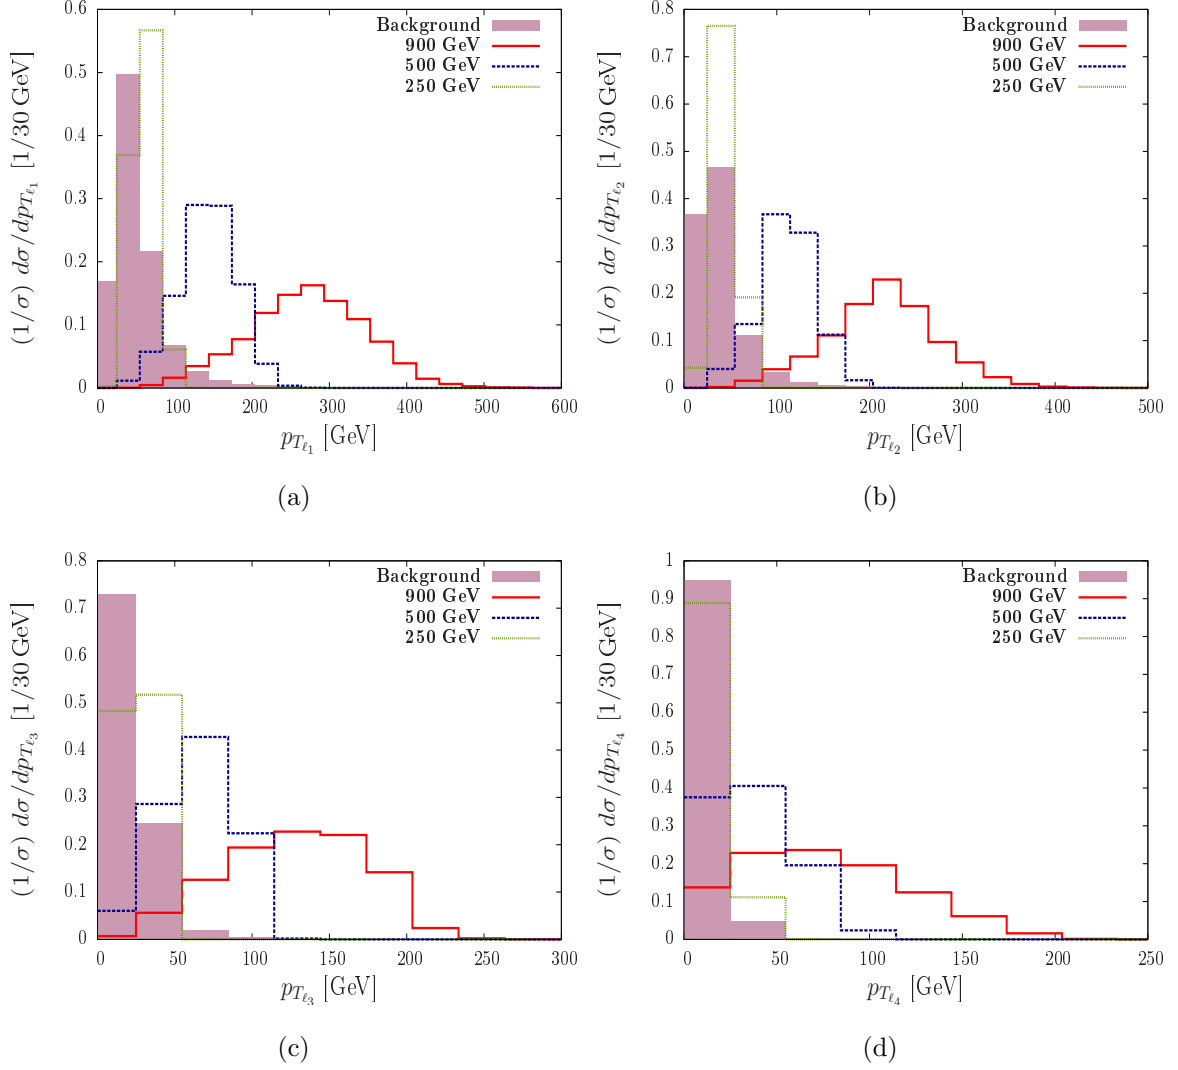 (1/σ) dσ/dp_{T_{ℓ_1}} [1/30 GeV]
0.6
0.5
0.4
0.3
0.2
0.1
0
Background
900 GeV
500 GeV
250 GeV
0 100 200 300 400 500 600
p_{T_{ℓ_1}} [GeV]
(a)
(1/σ) dσ/dp_{T_{ℓ_2}} [1/30 GeV]
0.8
0.7
0.6
0.5
0.4
0.3
0.2
0.1
0
Background
900 GeV
500 GeV
250 GeV
0 100 200 300 400 500
p_{T_{ℓ_2}} [GeV]
(b)
(1/σ) dσ/dp_{T_{ℓ_3}} [1/30 GeV]
0.8
0.7
0.6
0.5
0.4
0.3
0.2
0.1
0
Background
900 GeV
500 GeV
250 GeV
0 50 100 150 200 250 300
p_{T_{ℓ_3}} [GeV]
(c)
(1/σ) dσ/dp_{T_{ℓ_4}} [1/30 GeV]
1
0.9
0.8
0.7
0.6
0.5
0.4
0.3
0.2
0.1
0
Background
900 GeV
500 GeV
250 GeV
0 50 100 150 200 250
p_{T_{ℓ_4}} [GeV]
(d)